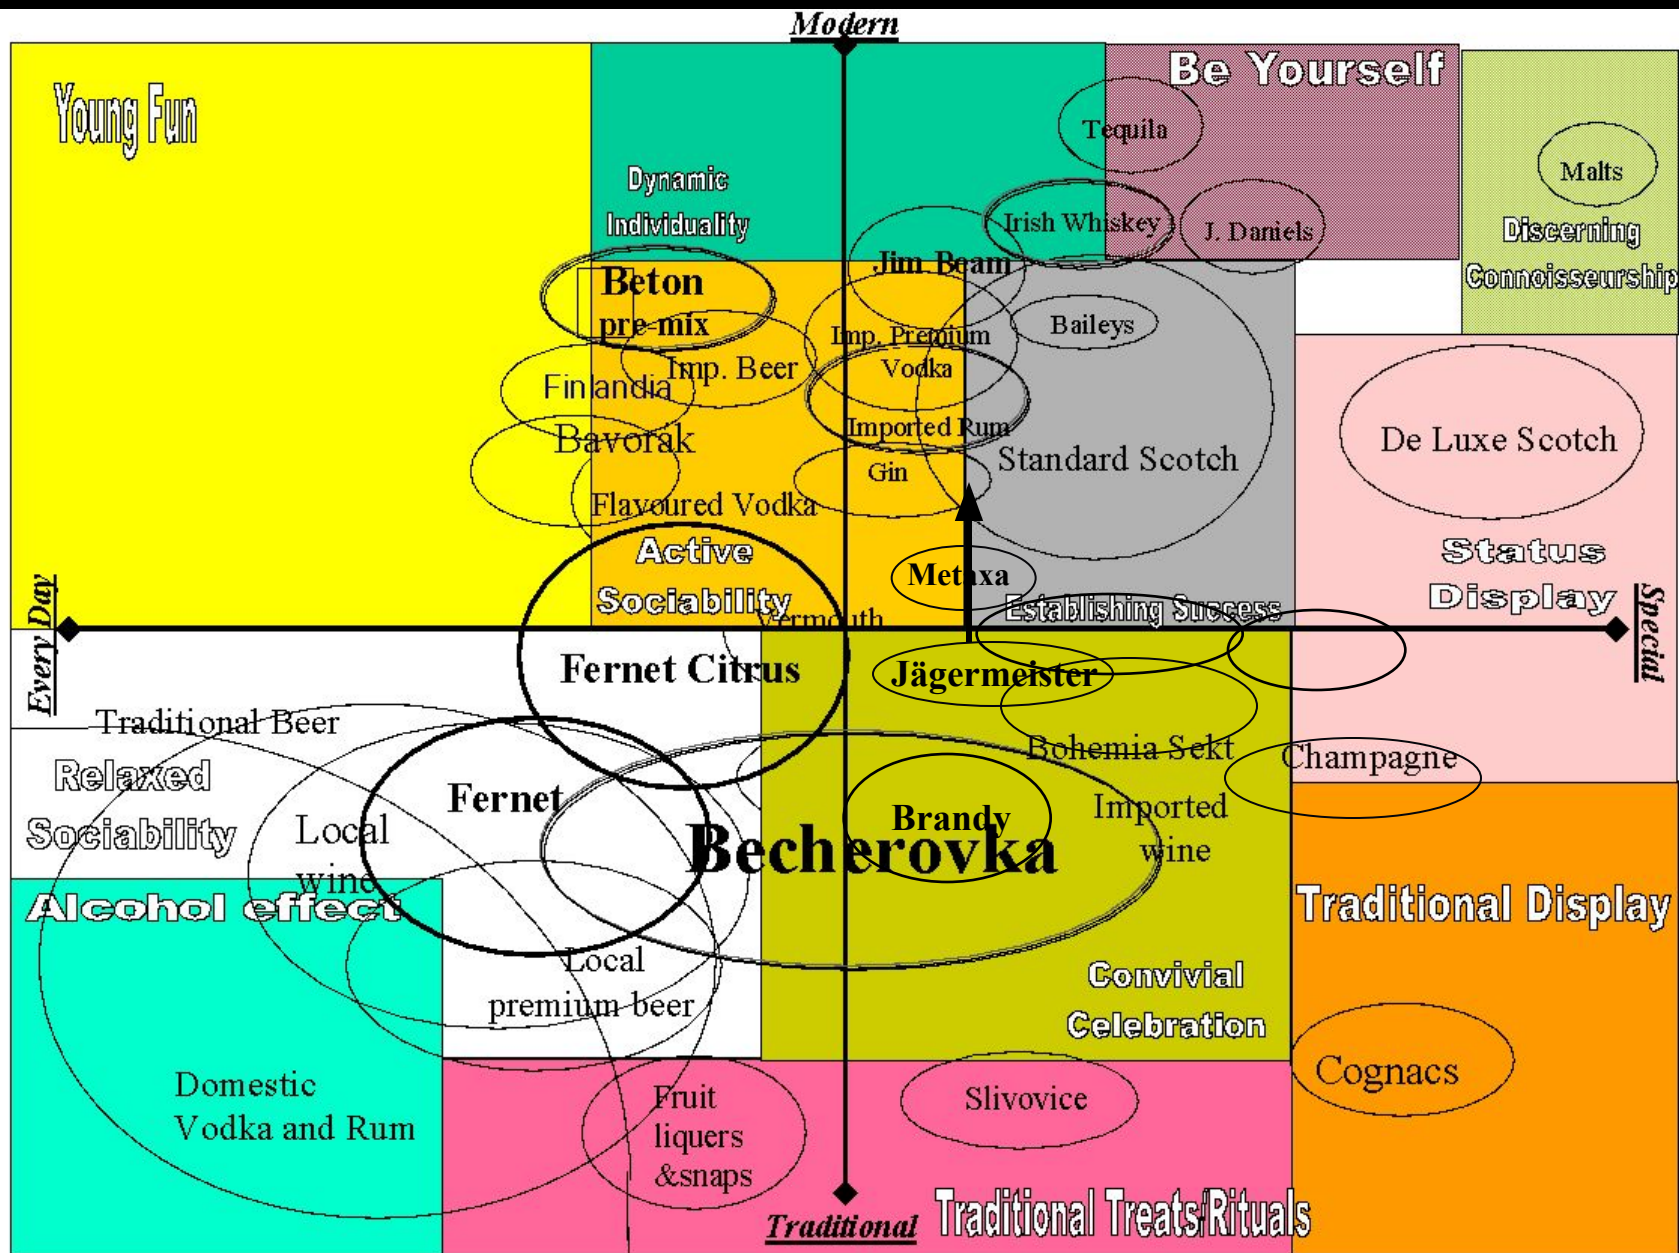 Modern
Young Fun
Be Yourself
Tequila
Malts
Dynamic
Individuality
Irish Whiskey
J. Daniels
Discerning
Connoisseurship
Jim Beam
Beton
pre-mix
Imp. Premium
Vodka
Baileys
Imp. Beer
Finlandia
Bavorak
Imported Rum
De Luxe Scotch
Gin
Standard Scotch
Flavoured Vodka
Active
Sociability
Metaxa
Establishing Success
Status
Display
Vermouth
Every Day
Special
Fernet Citrus
Jägermeister
Traditional Beer
Bohemia Sekt
Champagne
Relaxed
Sociability
Fernet
Local
wine
Brandy
Becherovka
Imported
wine
Alcohol effect
Traditional Display
Local
premium beer
Convivial
Celebration
Domestic
Vodka and Rum
Fruit
liquers
&snaps
Slivovice
Cognacs
Traditional
Traditional Treats/Rituals